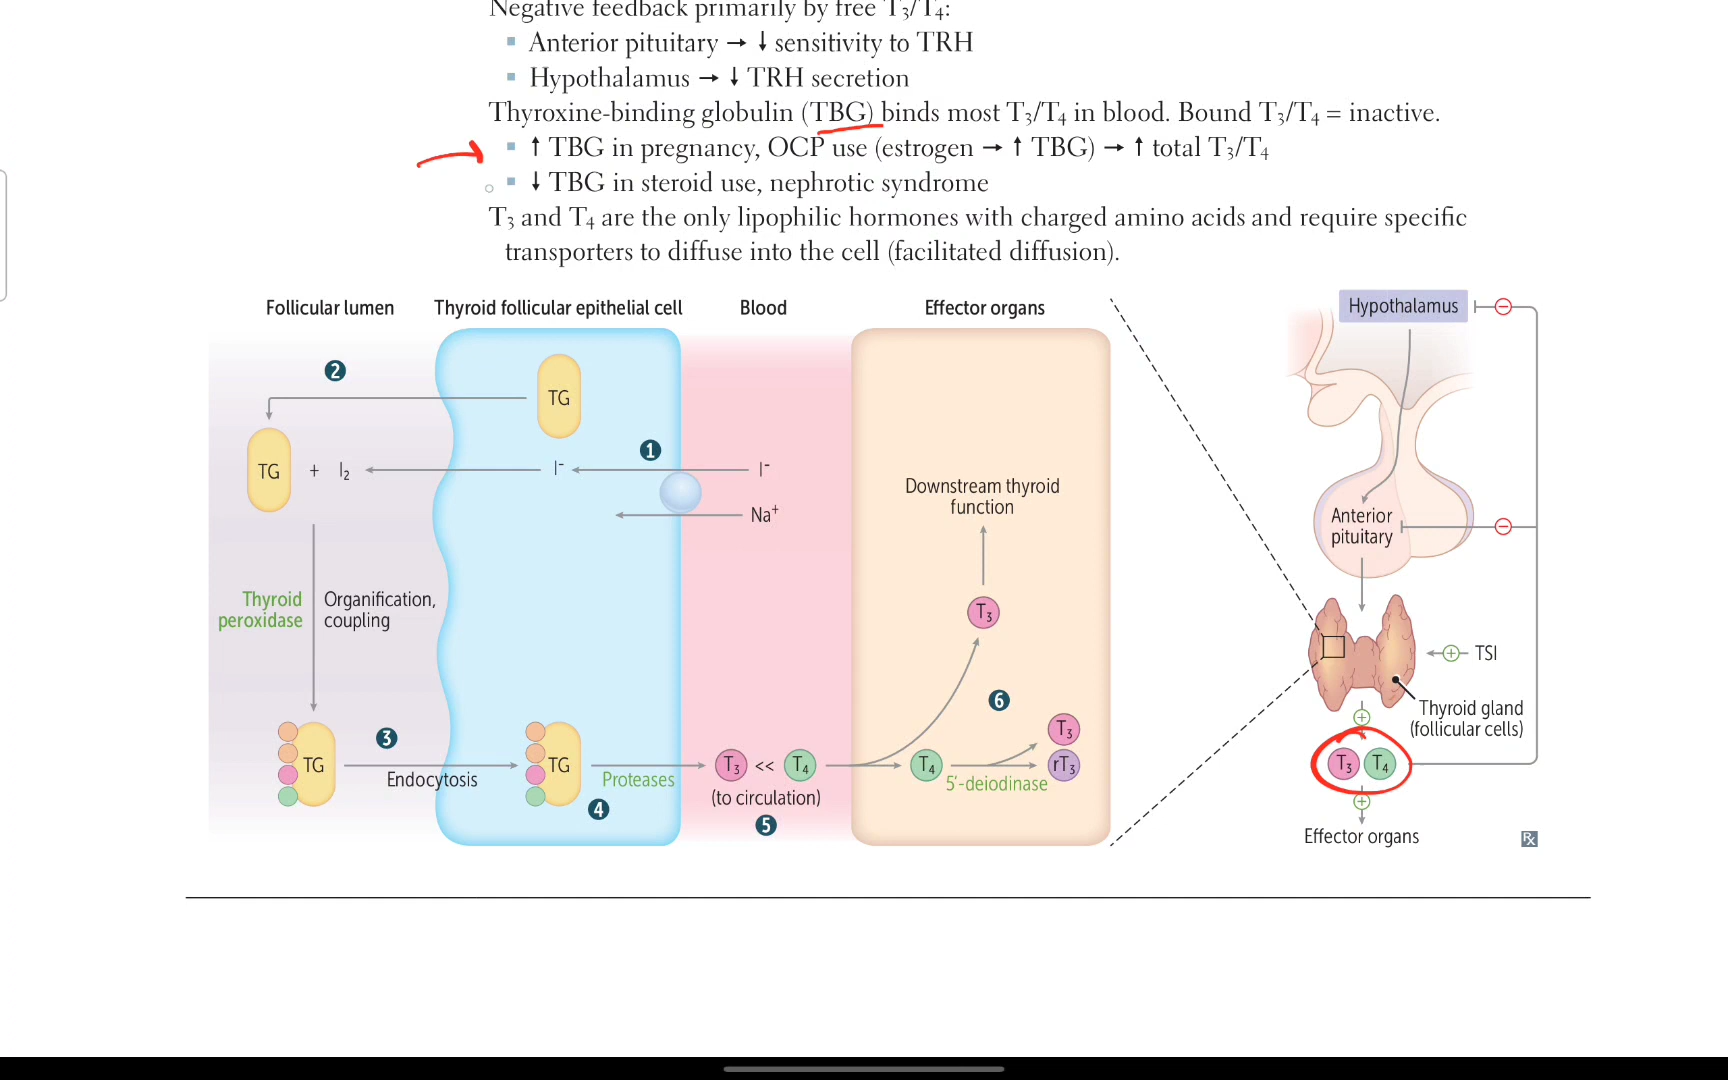 Negative feedback primarily by free T3/T4:
▪ Anterior pituitary → ↓ sensitivity to TRH
▪ Hypothalamus → ↓ TRH secretion
Thyroxine-binding globulin (TBG) binds most T3/T4 in blood. Bound T3/T4 = inactive.
▪ ↑ TBG in pregnancy, OCP use (estrogen → ↑ TBG) → ↑ total T3/T4
▪ ↓ TBG in steroid use, nephrotic syndrome
T3 and T4 are the only lipophilic hormones with charged amino acids and require specific
transporters to diffuse into the cell (facilitated diffusion).
Follicular lumen
Thyroid follicular epithelial cell
Blood
Effector organs
2
TG
TG + I2
I-
1
I-
Na+
Thyroid
peroxidase
Organification,
coupling
TG
3
Endocytosis
TG
Proteases
4
T3 << T4
(to circulation)
5
Downstream thyroid
function
T3
6
T4
5′-deiodinase
T3
rT3
Hypothalamus
Anterior
pituitary
TSI
Thyroid gland
(follicular cells)
T3 T4
Effector organs
Rx